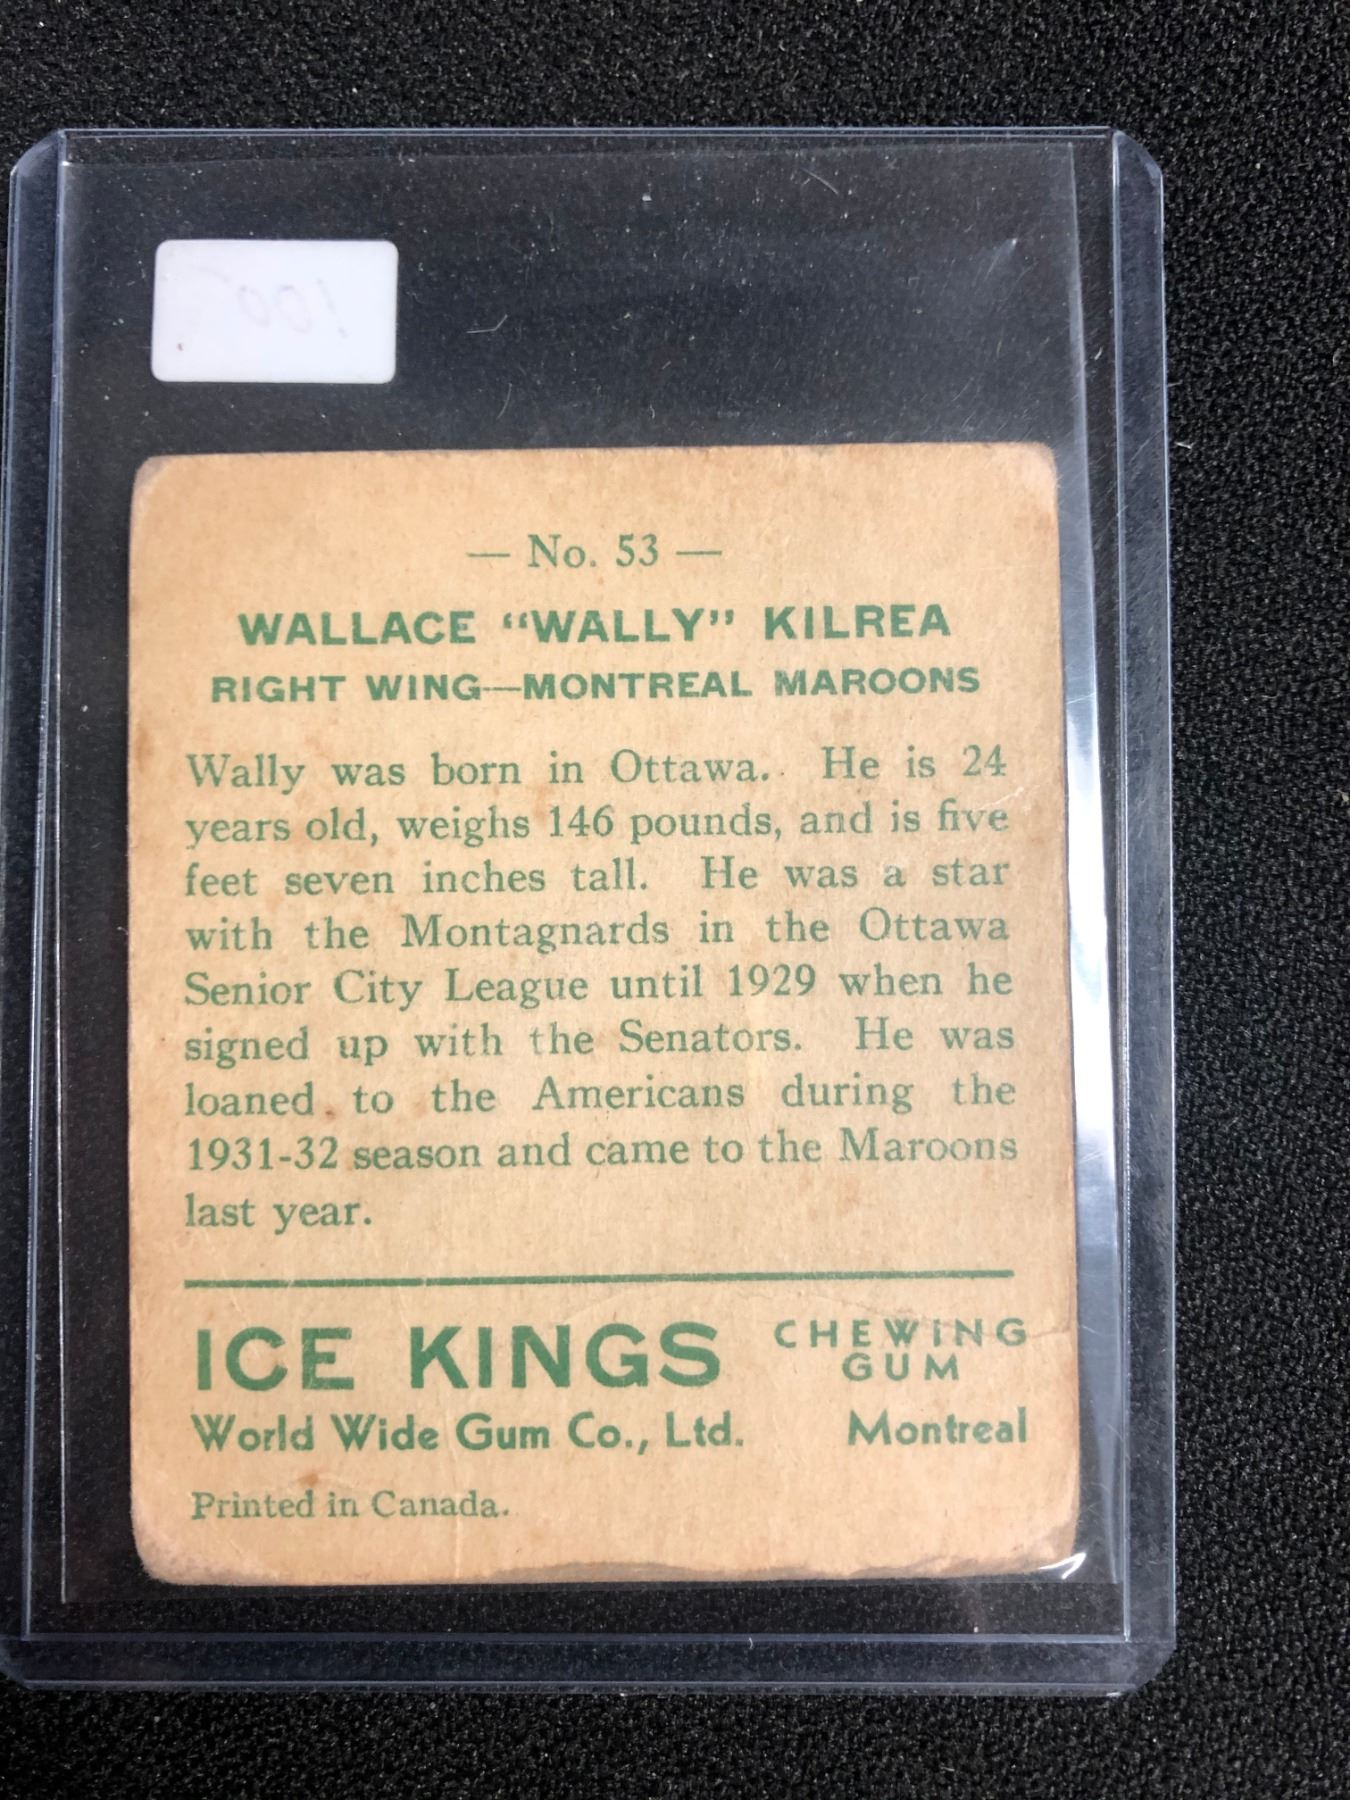 100
— No. 53 —
WALLACE "WALLY" KILREA
RIGHT WING—MONTREAL MAROONS
Wally was born in Ottawa. He is 24
years old, weighs 146 pounds, and is five
feet seven inches tall. He was a star
with the Montagnards in the Ottawa
Senior City League until 1929 when he
signed up with the Senators. He was
loaned to the Americans during the
1931-32 season and came to the Maroons
last year.
ICE KINGS CHEWING
GUM
World Wide Gum Co., Ltd. Montreal
Printed in Canada.